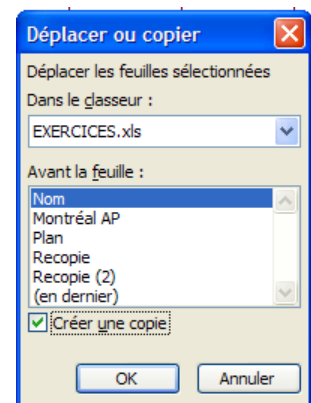 Déplacer ou copier
Déplacer les feuilles sélectionnées
Dans le classeur :
EXERCICES.xls
Avant la feuille :
Nom
Montréal AP
Plan
Recopie
Recopie (2)
(en dernier)
Créer une copie
OK
Annuler